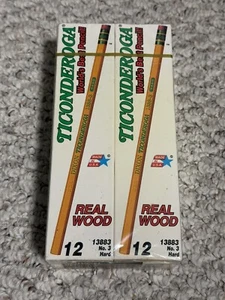 TICONDEROGA
World's Best Pencil!
REAL
WOOD
12
13883
No. 3
Hard
TICONDEROGA
World's Best Pencil!
REAL
WOOD
12
13883
No. 3
Hard